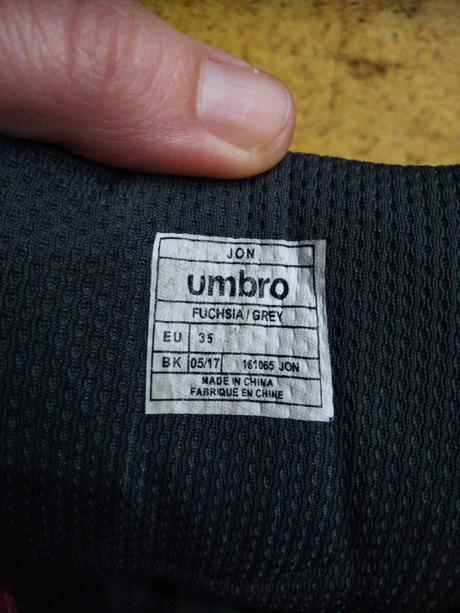 JON
umbro
FUCHSIA / GREY
EU 35
BK 05/17 161065 JON
MADE IN CHINA
FABRIQUE EN CHINE